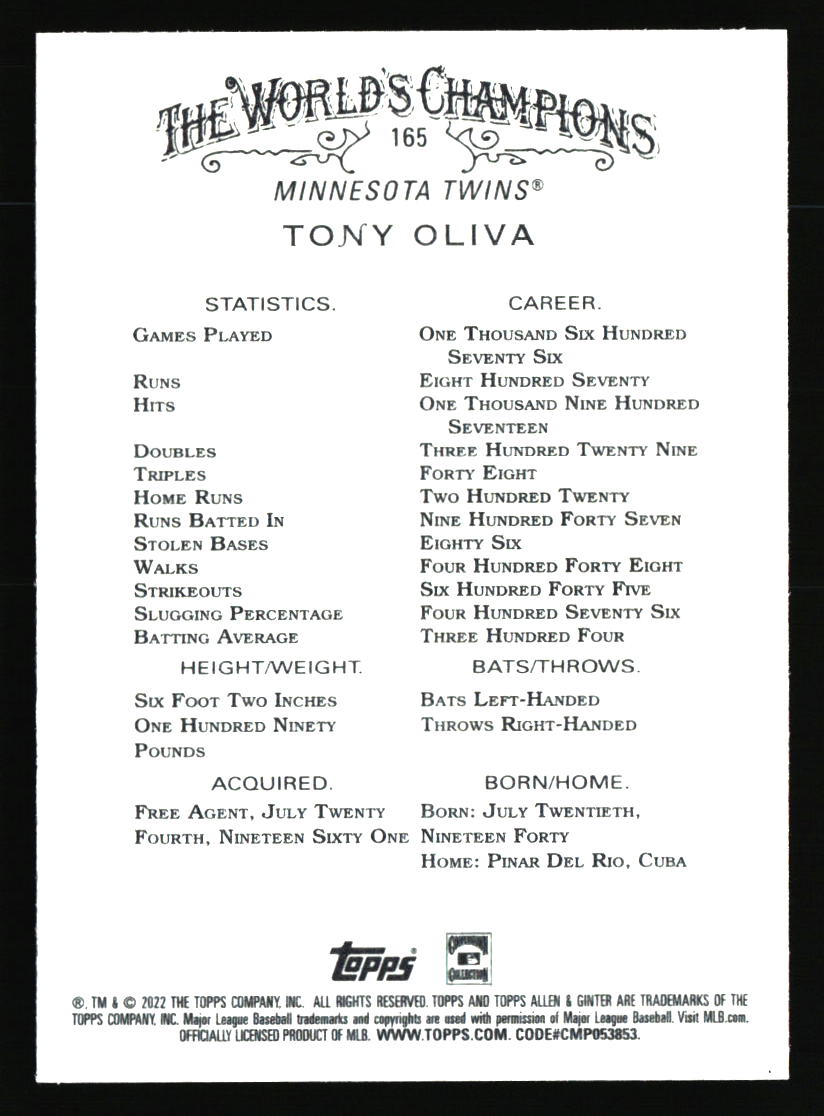 THE WORLD'S CHAMPIONS
165
MINNESOTA TWINS®
TONY OLIVA
STATISTICS. CAREER.
GAMES PLAYED ONE THOUSAND SIX HUNDRED
SEVENTY SIX
RUNS EIGHT HUNDRED SEVENTY
HITS ONE THOUSAND NINE HUNDRED
SEVENTEEN
DOUBLES THREE HUNDRED TWENTY NINE
TRIPLES FORTY EIGHT
HOME RUNS TWO HUNDRED TWENTY
RUNS BATTED IN NINE HUNDRED FORTY SEVEN
STOLEN BASES EIGHTY SIX
WALKS FOUR HUNDRED FORTY EIGHT
STRIKEOUTS SIX HUNDRED FORTY FIVE
SLUGGING PERCENTAGE FOUR HUNDRED SEVENTY SIX
BATTING AVERAGE THREE HUNDRED FOUR
HEIGHT/WEIGHT. BATS/THROWS.
SIX FOOT TWO INCHES BATS LEFT-HANDED
ONE HUNDRED NINETY THROWS RIGHT-HANDED
POUNDS
ACQUIRED. BORN/HOME.
FREE AGENT, JULY TWENTY BORN: JULY TWENTIETH,
FOURTH, NINETEEN SIXTY ONE NINETEEN FORTY
HOME: PINAR DEL RIO, CUBA
topps® COOPERSTOWN
COLLECTION
®, TM & © 2022 THE TOPPS COMPANY, INC. ALL RIGHTS RESERVED. TOPPS AND TOPPS ALLEN & GINTER ARE TRADEMARKS OF THE
TOPPS COMPANY, INC. Major League Baseball trademarks and copyrights are used with permission of Major League Baseball. Visit MLB.com.
OFFICIALLY LICENSED PRODUCT OF MLB. WWW.TOPPS.COM. CODE#CMP053853.